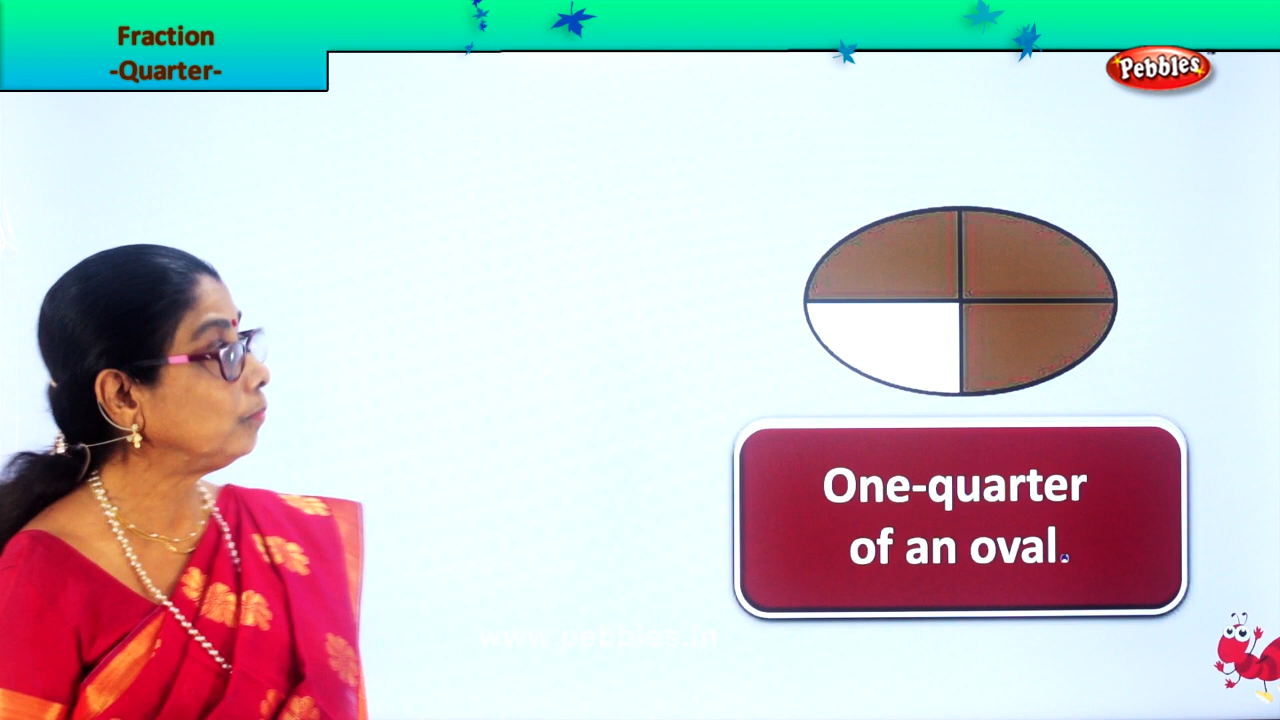 Fraction
-Quarter-
Pebbles
One-quarter
of an oval.
www.pebbles.in